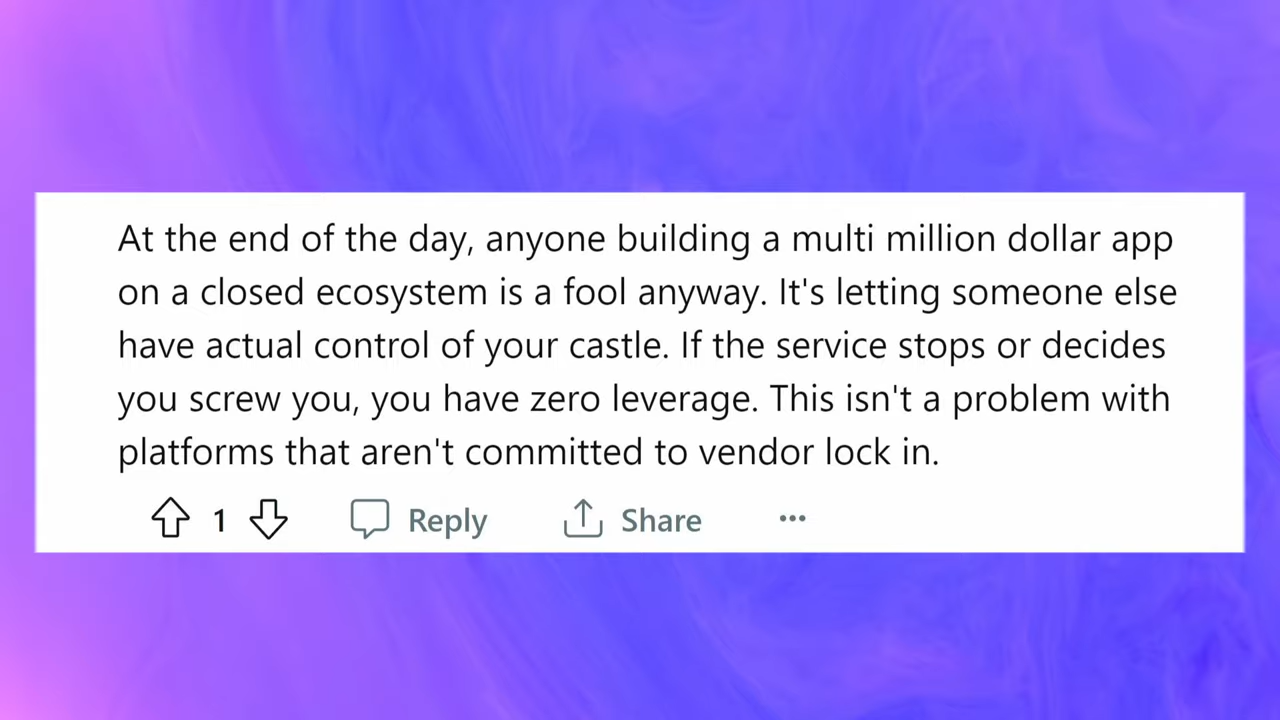 At the end of the day, anyone building a multi million dollar app
on a closed ecosystem is a fool anyway. It's letting someone else
have actual control of your castle. If the service stops or decides
you screw you, you have zero leverage. This isn't a problem with
platforms that aren't committed to vendor lock in.
1 Reply Share